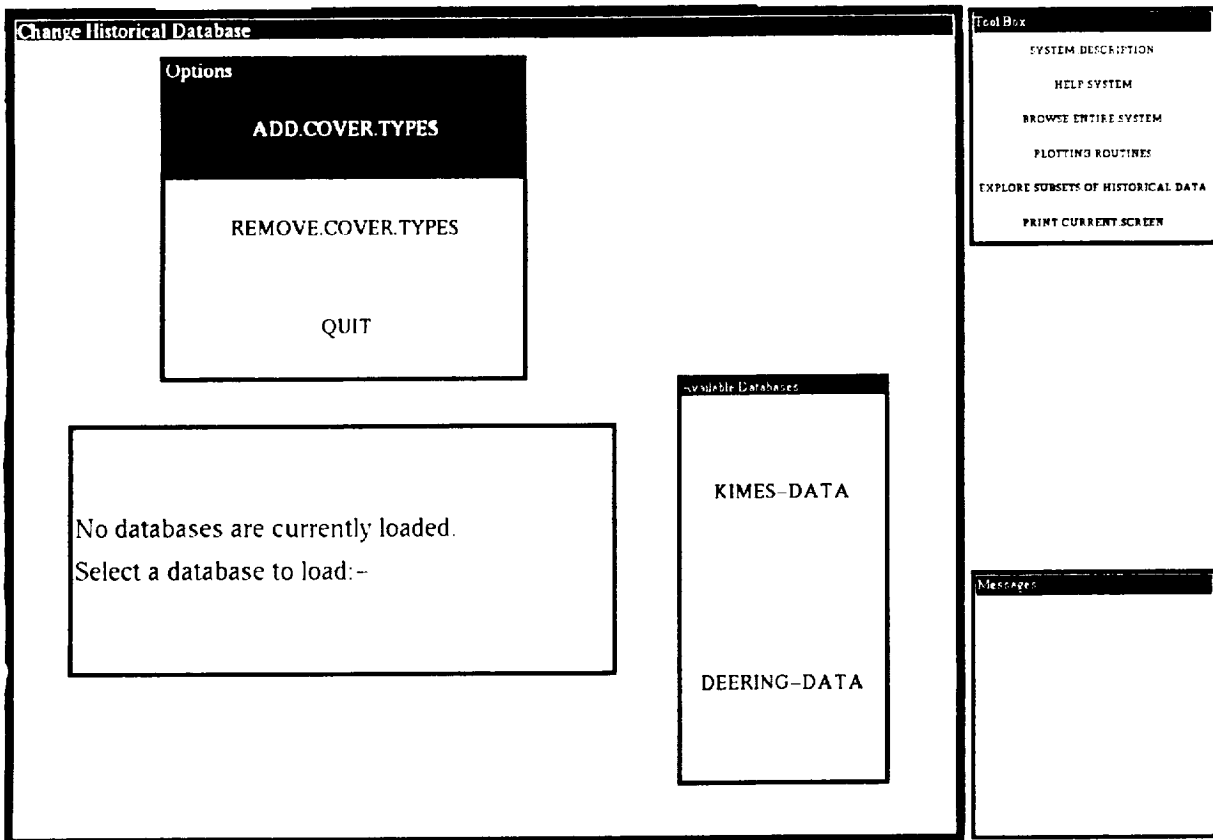 Change Historical Database
Options
ADD.COVER.TYPES
REMOVE.COVER.TYPES
QUIT
No databases are currently loaded.
Select a database to load:-
Available Databases
KIMES-DATA
DEERING-DATA
Tool Box
SYSTEM DESCRIPTION
HELP SYSTEM
BROWSE ENTIRE SYSTEM
PLOTTING ROUTINES
EXPLORE SUBSETS OF HISTORICAL DATA
PRINT CURRENT SCREEN
Messages